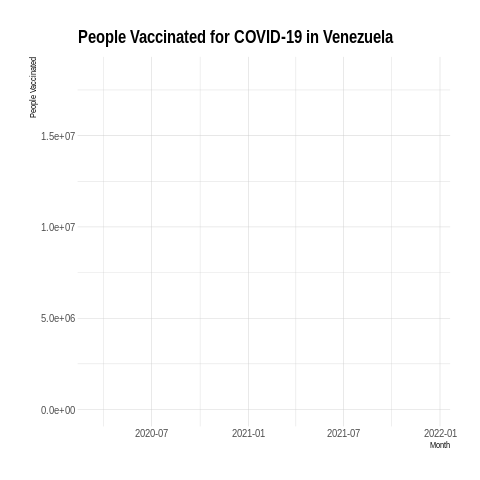 People Vaccinated for COVID-19 in Venezuela
People Vaccinated
1.5e+07
1.0e+07
5.0e+06
0.0e+00
2020-07 2021-01 2021-07 2022-01
Month